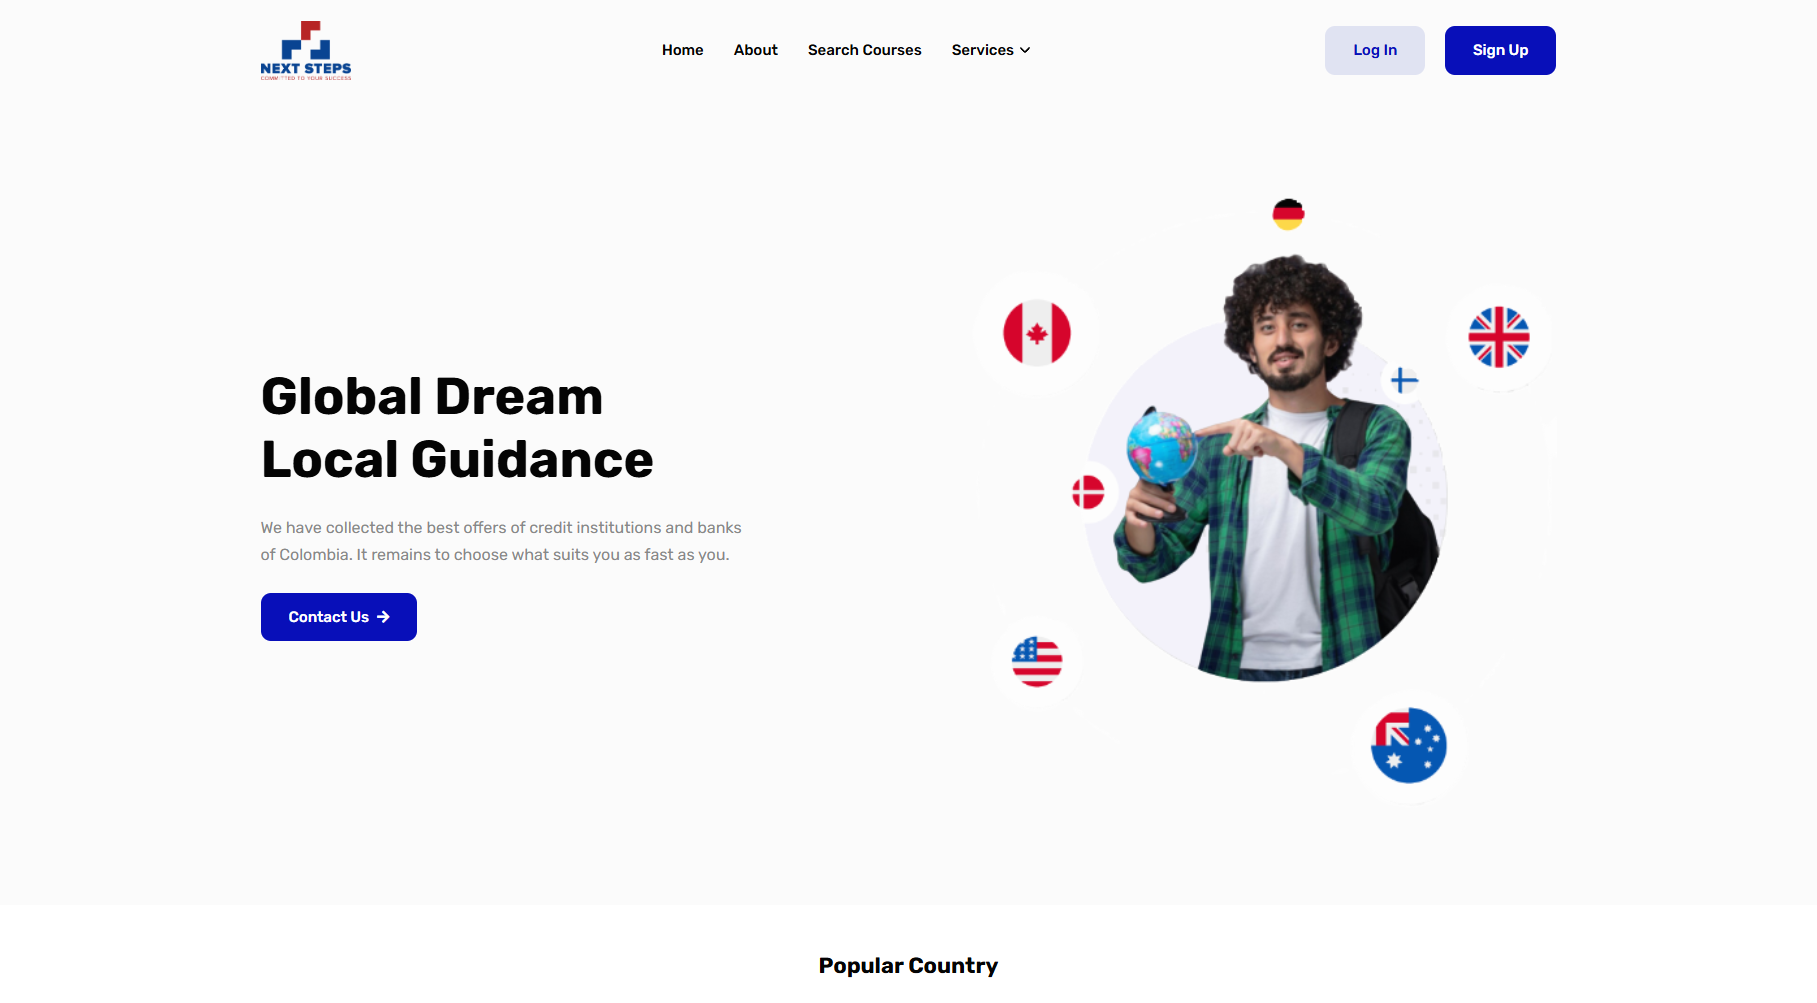 NEXT STEPS
COMMITTED TO YOUR SUCCESS
Home
About
Search Courses
Services
Log In
Sign Up
Global Dream
Local Guidance
We have collected the best offers of credit institutions and banks
of Colombia. It remains to choose what suits you as fast as you.
Contact Us
Popular Country